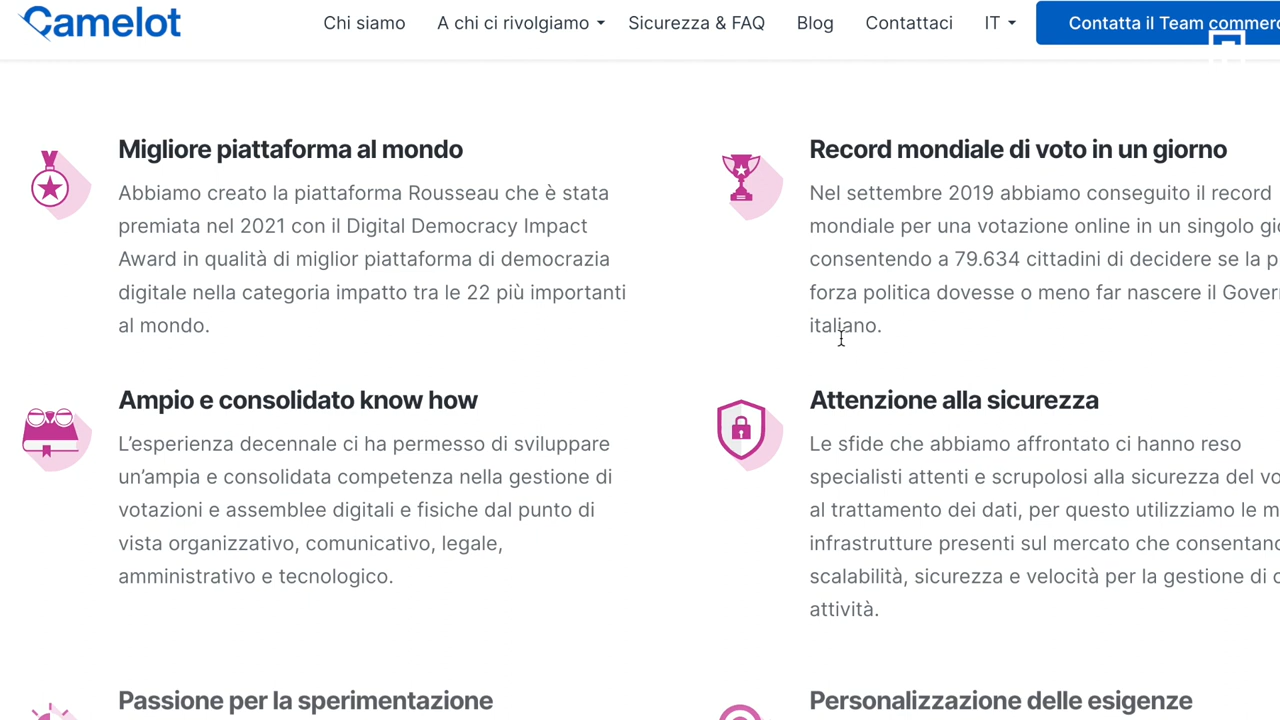 Camelot
Chi siamo
A chi ci rivolgiamo
Sicurezza & FAQ
Blog
Contattaci
IT
Contatta il Team
Migliore piattaforma al mondo
Abbiamo creato la piattaforma Rousseau che è stata
premiata nel 2021 con il Digital Democracy Impact
Award in qualità di miglior piattaforma di democrazia
digitale nella categoria impatto tra le 22 più importanti
al mondo.
Record mondiale di voto in un giorno
Nel settembre 2019 abbiamo conseguito il record
mondiale per una votazione online in un singolo
consentendo a 79.634 cittadini di decidere se la
forza politica dovesse o meno far nascere il
italiano.
Ampio e consolidato know how
L’esperienza decennale ci ha permesso di sviluppare
un’ampia e consolidata competenza nella gestione di
votazioni e assemblee digitali e fisiche dal punto di
vista organizzativo, comunicativo, legale,
amministrativo e tecnologico.
Attenzione alla sicurezza
Le sfide che abbiamo affrontato ci hanno reso
specialisti attenti e scrupolosi alla sicurezza del
al trattamento dei dati, per questo utilizziamo le
infrastrutture presenti sul mercato che
scalabilità, sicurezza e velocità per la gestione di
attività.
Passione per la sperimentazione
Personalizzazione delle esigenze